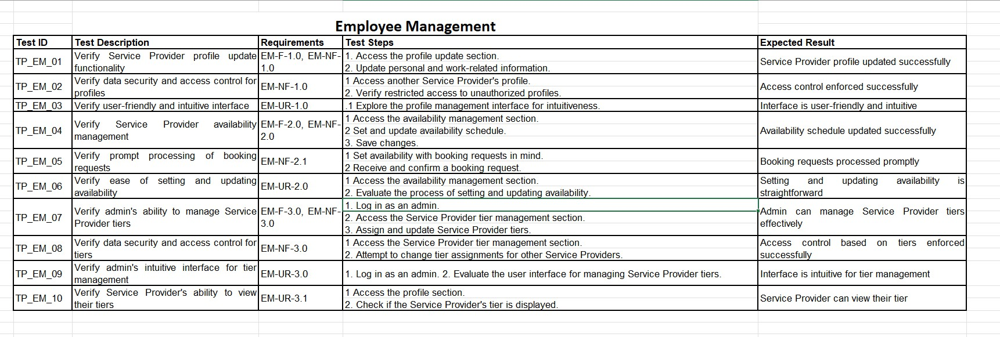 Employee Management
Test ID Test Description Requirements Test Steps Expected Result
TP_EM_01 Verify Service Provider profile update functionality EM-F-1.0, EM-NF-1.0 1. Access the profile update section.
2. Update personal and work-related information. Service Provider profile updated successfully
TP_EM_02 Verify data security and access control for profiles EM-NF-1.0 1 Access another Service Provider's profile.
2. Verify restricted access to unauthorized profiles. Access control enforced successfully
TP_EM_03 Verify user-friendly and intuitive interface EM-UR-1.0 .1 Explore the profile management interface for intuitiveness. Interface is user-friendly and intuitive
TP_EM_04 Verify Service Provider availability management EM-F-2.0, EM-NF-2.0 1 Access the availability management section.
2 Set and update availability schedule.
3. Save changes. Availability schedule updated successfully
TP_EM_05 Verify prompt processing of booking requests EM-NF-2.1 1 Set availability with booking requests in mind.
2 Receive and confirm a booking request. Booking requests processed promptly
TP_EM_06 Verify ease of setting and updating availability EM-UR-2.0 1 Access the availability management section.
2. Evaluate the process of setting and updating availability. Setting and updating availability is straightforward
TP_EM_07 Verify admin's ability to manage Service Provider tiers EM-F-3.0, EM-NF-3.0 1. Log in as an admin.
2. Access the Service Provider tier management section.
3. Assign and update Service Provider tiers. Admin can manage Service Provider tiers effectively
TP_EM_08 Verify data security and access control for tiers EM-NF-3.0 1 Access the Service Provider tier management section.
2. Attempt to change tier assignments for other Service Providers. Access control based on tiers enforced successfully
TP_EM_09 Verify admin's intuitive interface for tier management EM-UR-3.0 1. Log in as an admin. 2. Evaluate the user interface for managing Service Provider tiers. Interface is intuitive for tier management
TP_EM_10 Verify Service Provider's ability to view their tiers EM-UR-3.1 1 Access the profile section.
2. Check if the Service Provider's tier is displayed. Service Provider can view their tier